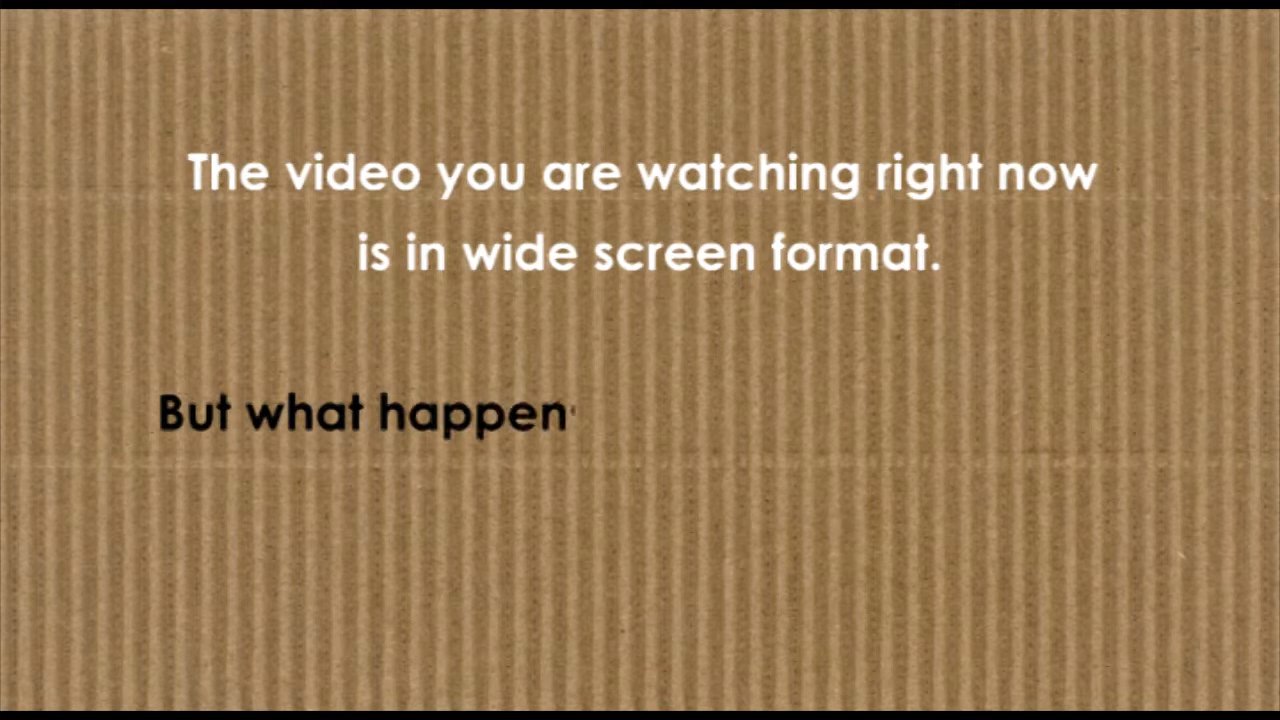 The video you are watching right now
is in wide screen format.
But what happen